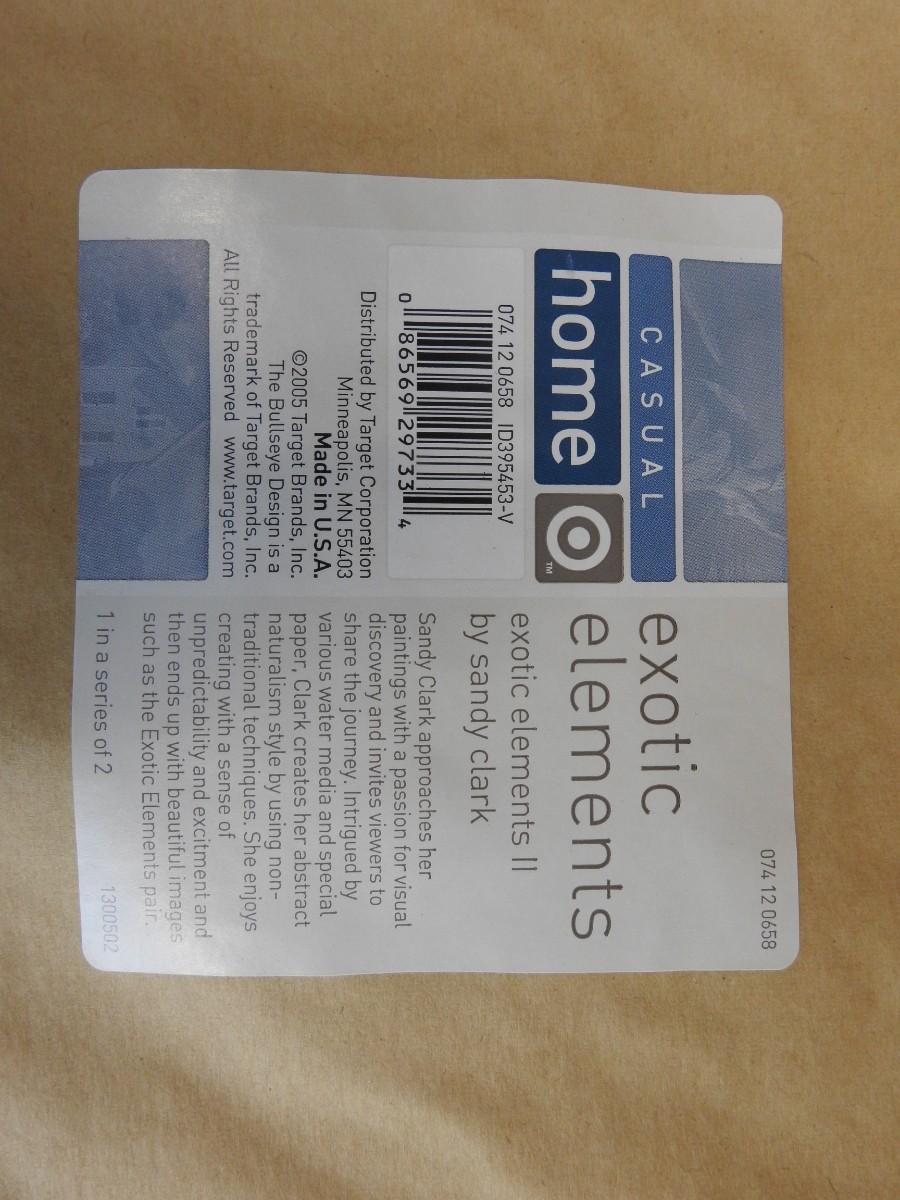 CASUAL
home
TM
074 12 0658 ID395453-V
0 86569 29733 4
Distributed by Target Corporation
Minneapolis, MN 55403
Made in U.S.A.
©2005 Target Brands, Inc.
The Bullseye Design is a
trademark of Target Brands, Inc.
All Rights Reserved www.target.com
074 12 0658
exotic
elements
exotic elements II
by sandy clark
Sandy Clark approaches her
paintings with a passion for visual
discovery and invites viewers to
share the journey. Intrigued by
various water media and special
paper, Clark creates her abstract
naturalism style by using non-
traditional techniques. She enjoys
creating with a sense of
unpredictability and excitment and
then ends up with beautiful images
such as the Exotic Elements pair.
1 in a series of 2
1300502